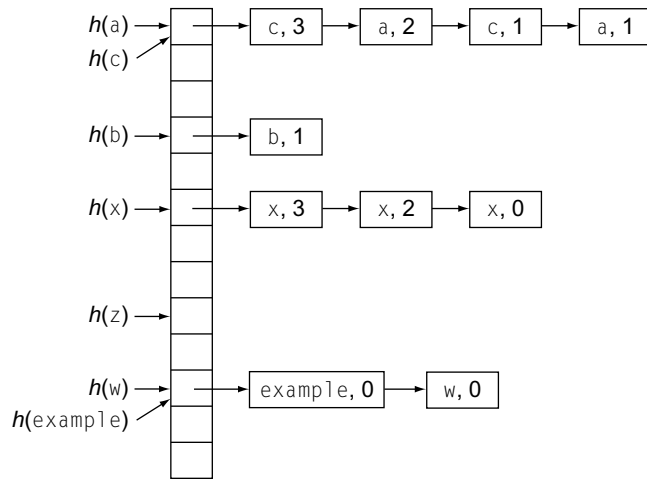 h(a) c, 3 a, 2 c, 1 a, 1
h(c)
h(b) b, 1
h(x) x, 3 x, 2 x, 0
h(z)
h(w) example, 0 w, 0
h(example)